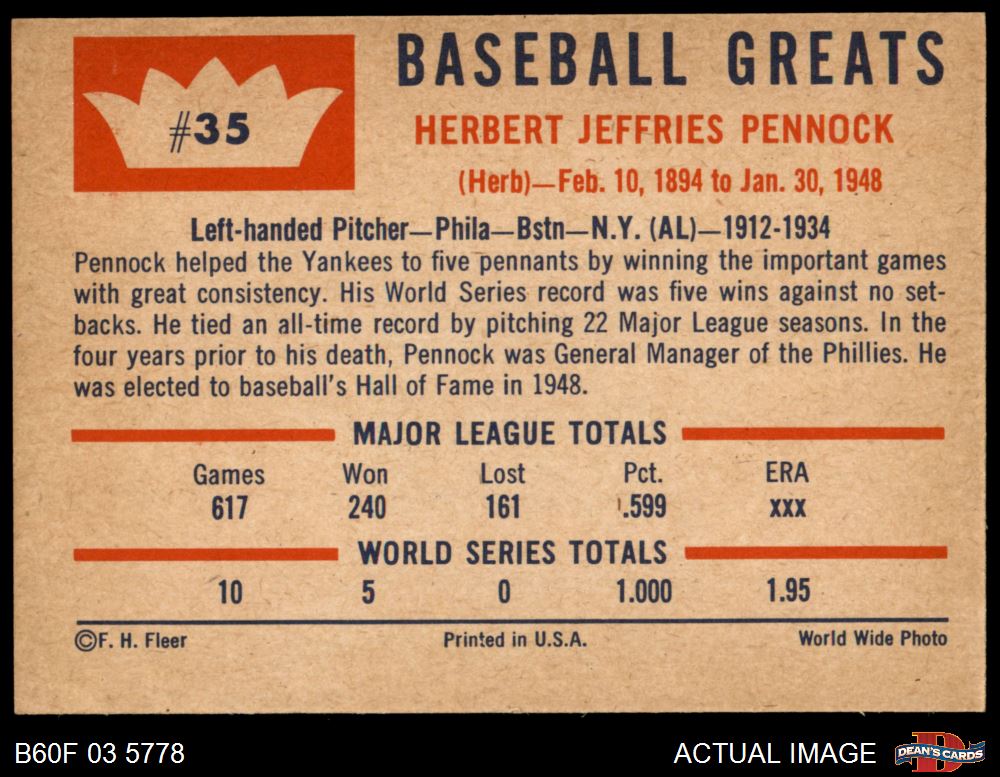 #35
BASEBALL GREATS
HERBERT JEFFRIES PENNOCK
(Herb)—Feb. 10, 1894 to Jan. 30, 1948
Left-handed Pitcher—Phila—Bstn—N.Y. (AL)—1912-1934
Pennock helped the Yankees to five pennants by winning the important games
with great consistency. His World Series record was five wins against no set-
backs. He tied an all-time record by pitching 22 Major League seasons. In the
four years prior to his death, Pennock was General Manager of the Phillies. He
was elected to baseball's Hall of Fame in 1948.
MAJOR LEAGUE TOTALS
Games Won Lost Pct. ERA
617 240 161 .599 xxx
WORLD SERIES TOTALS
10 5 0 1.000 1.95
©F. H. Fleer Printed in U.S.A. World Wide Photo
B60F 03 5778 ACTUAL IMAGE DEAN'S CARDS